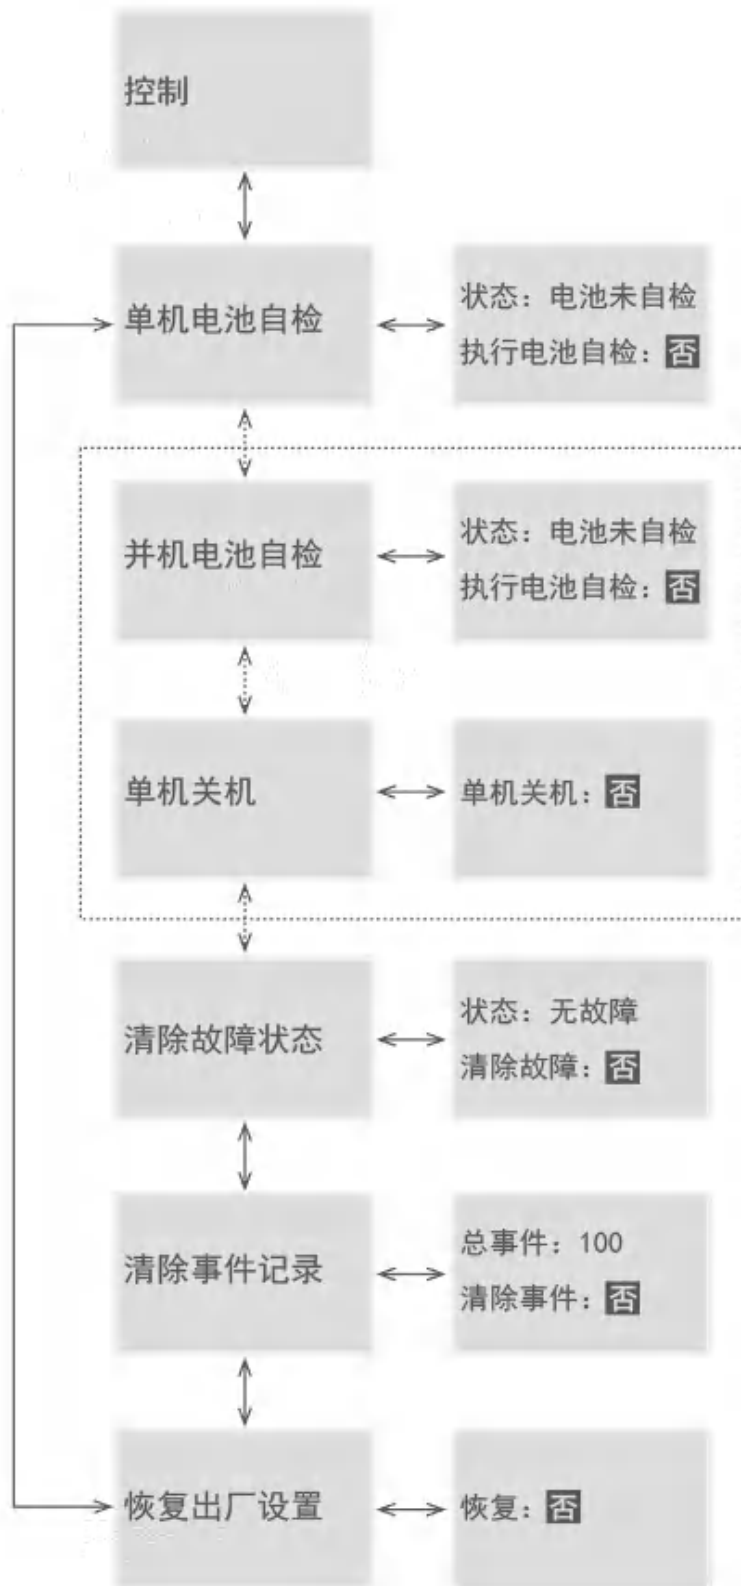 控制
单机电池自检
状态：电池未自检
执行电池自检：否
并机电池自检
状态：电池未自检
执行电池自检：否
单机关机
单机关机：否
清除故障状态
状态：无故障
清除故障：否
清除事件记录
总事件：100
清除事件：否
恢复出厂设置
恢复：否